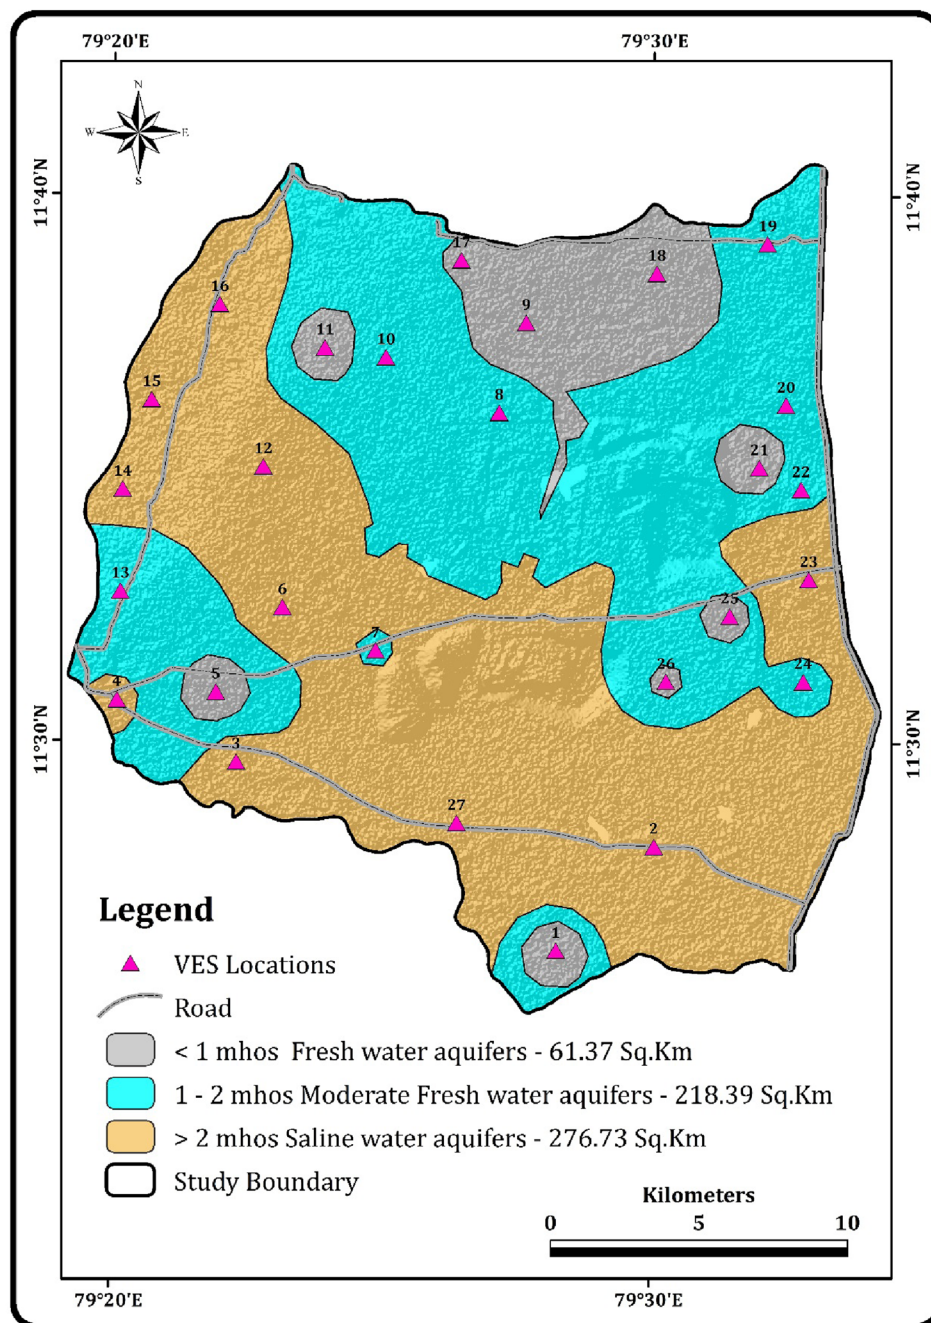 79°20'E 79°30'E
N
W E
S
11°40'N 11°40'N
19
17
18
16
9
11
10
15
20
8
12
21
14
22
23
13
6
25
7
26
24
5
4
3
27
2
11°30'N 11°30'N
1
Legend
VES Locations
Road
< 1 mhos Fresh water aquifers - 61.37 Sq.Km
1 - 2 mhos Moderate Fresh water aquifers - 218.39 Sq.Km
> 2 mhos Saline water aquifers - 276.73 Sq.Km
Study Boundary
Kilometers
0 5 10
79°20'E 79°30'E